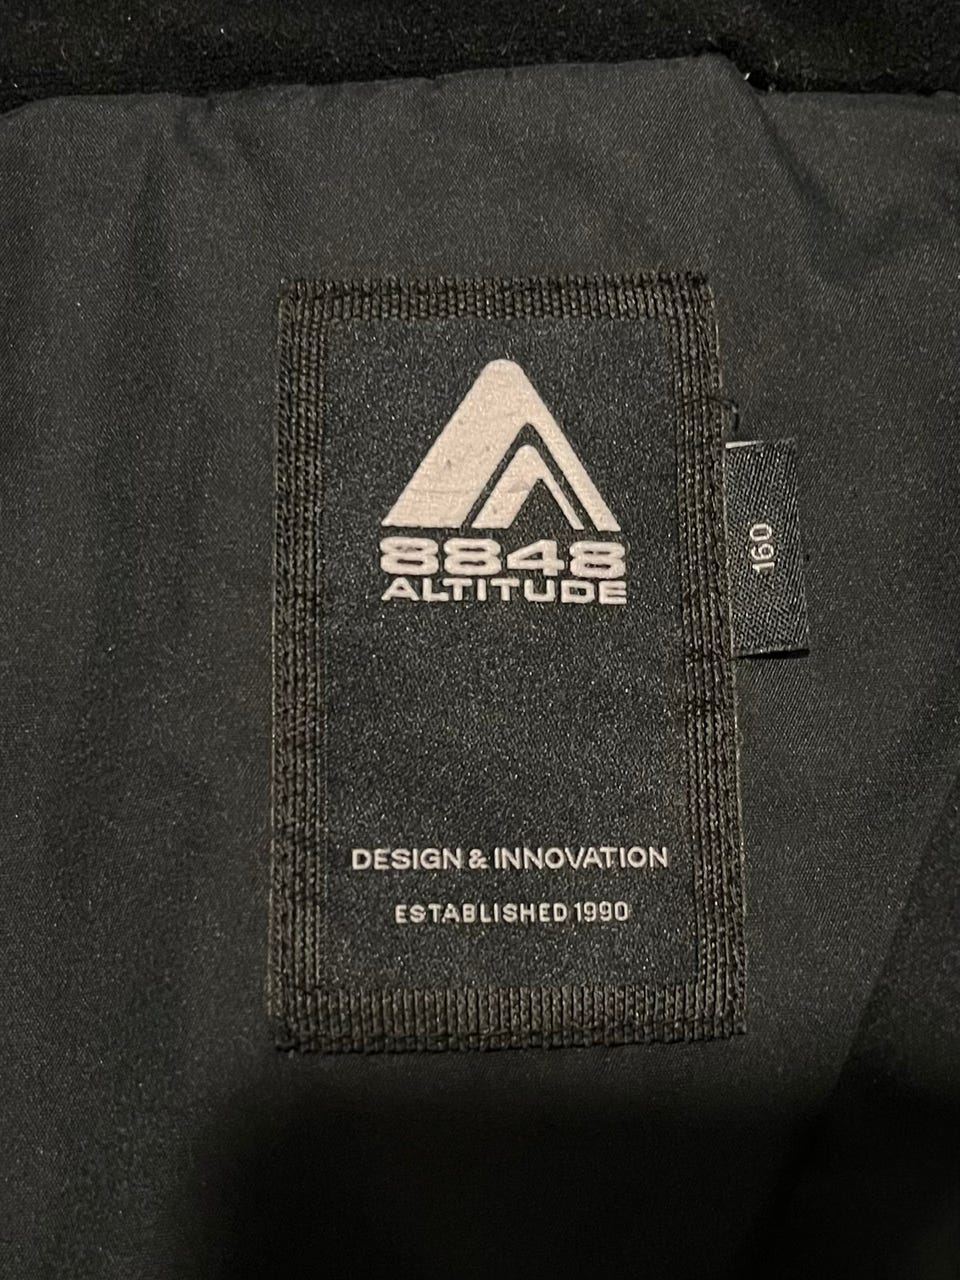 8848
ALTITUDE
160
DESIGN & INNOVATION
ESTABLISHED 1990